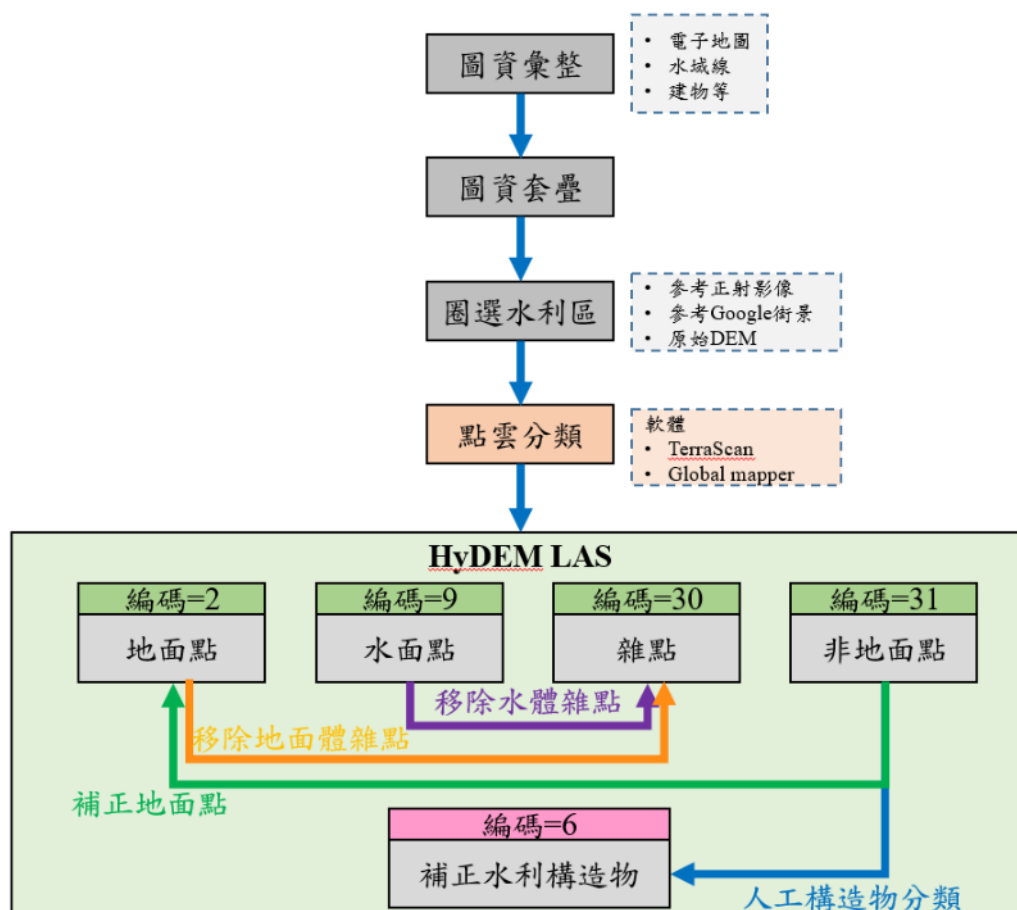 圖資彙整
• 電子地圖
• 水域線
• 建物等
圖資套疊
圈選水利區
• 參考正射影像
• 參考Google街景
• 原始DEM
點雲分類
軟體
• TerraScan
• Global mapper
HyDEM LAS
編碼=2
地面點
編碼=9
水面點
編碼=30
雜點
編碼=31
非地面點
移除水體雜點
移除地面體雜點
補正地面點
編碼=6
補正水利構造物
人工構造物分類